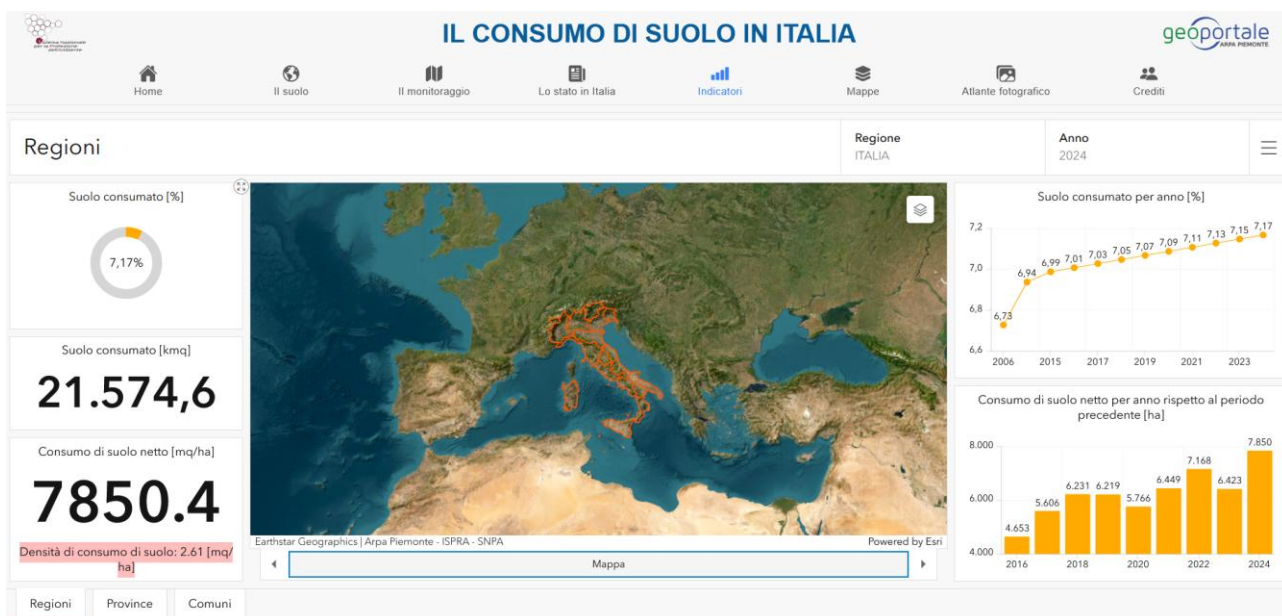 Sistema Nazionale
per la Protezione
dell'Ambiente
IL CONSUMO DI SUOLO IN ITALIA
geoportale
ARPA PIEMONTE
Home
Il suolo
Il monitoraggio
Lo stato in Italia
Indicatori
Mappe
Atlante fotografico
Crediti
Regioni
Regione
ITALIA
Anno
2024
Suolo consumato [%]
7,17%
Suolo consumato [kmq]
21.574,6
Consumo di suolo netto [mq/ha]
7850.4
Densità di consumo di suolo: 2.61 [mq/
ha]
Earthstar Geographics | Arpa Piemonte - ISPRA - SNPA
Powered by Esri
Mappa
Suolo consumato per anno [%]
7,2
7,0
6,8
6,6
6,73
6,94
6,99
7,01
7,03
7,05
7,07
7,09
7,11
7,13
7,15
7,17
2006
2015
2017
2019
2021
2023
Consumo di suolo netto per anno rispetto al periodo
precedente [ha]
8.000
6.000
4.000
4.653
5.606
6.231
6.219
5.766
6.449
7.168
6.423
7.850
2016
2018
2020
2022
2024
Regioni
Province
Comuni